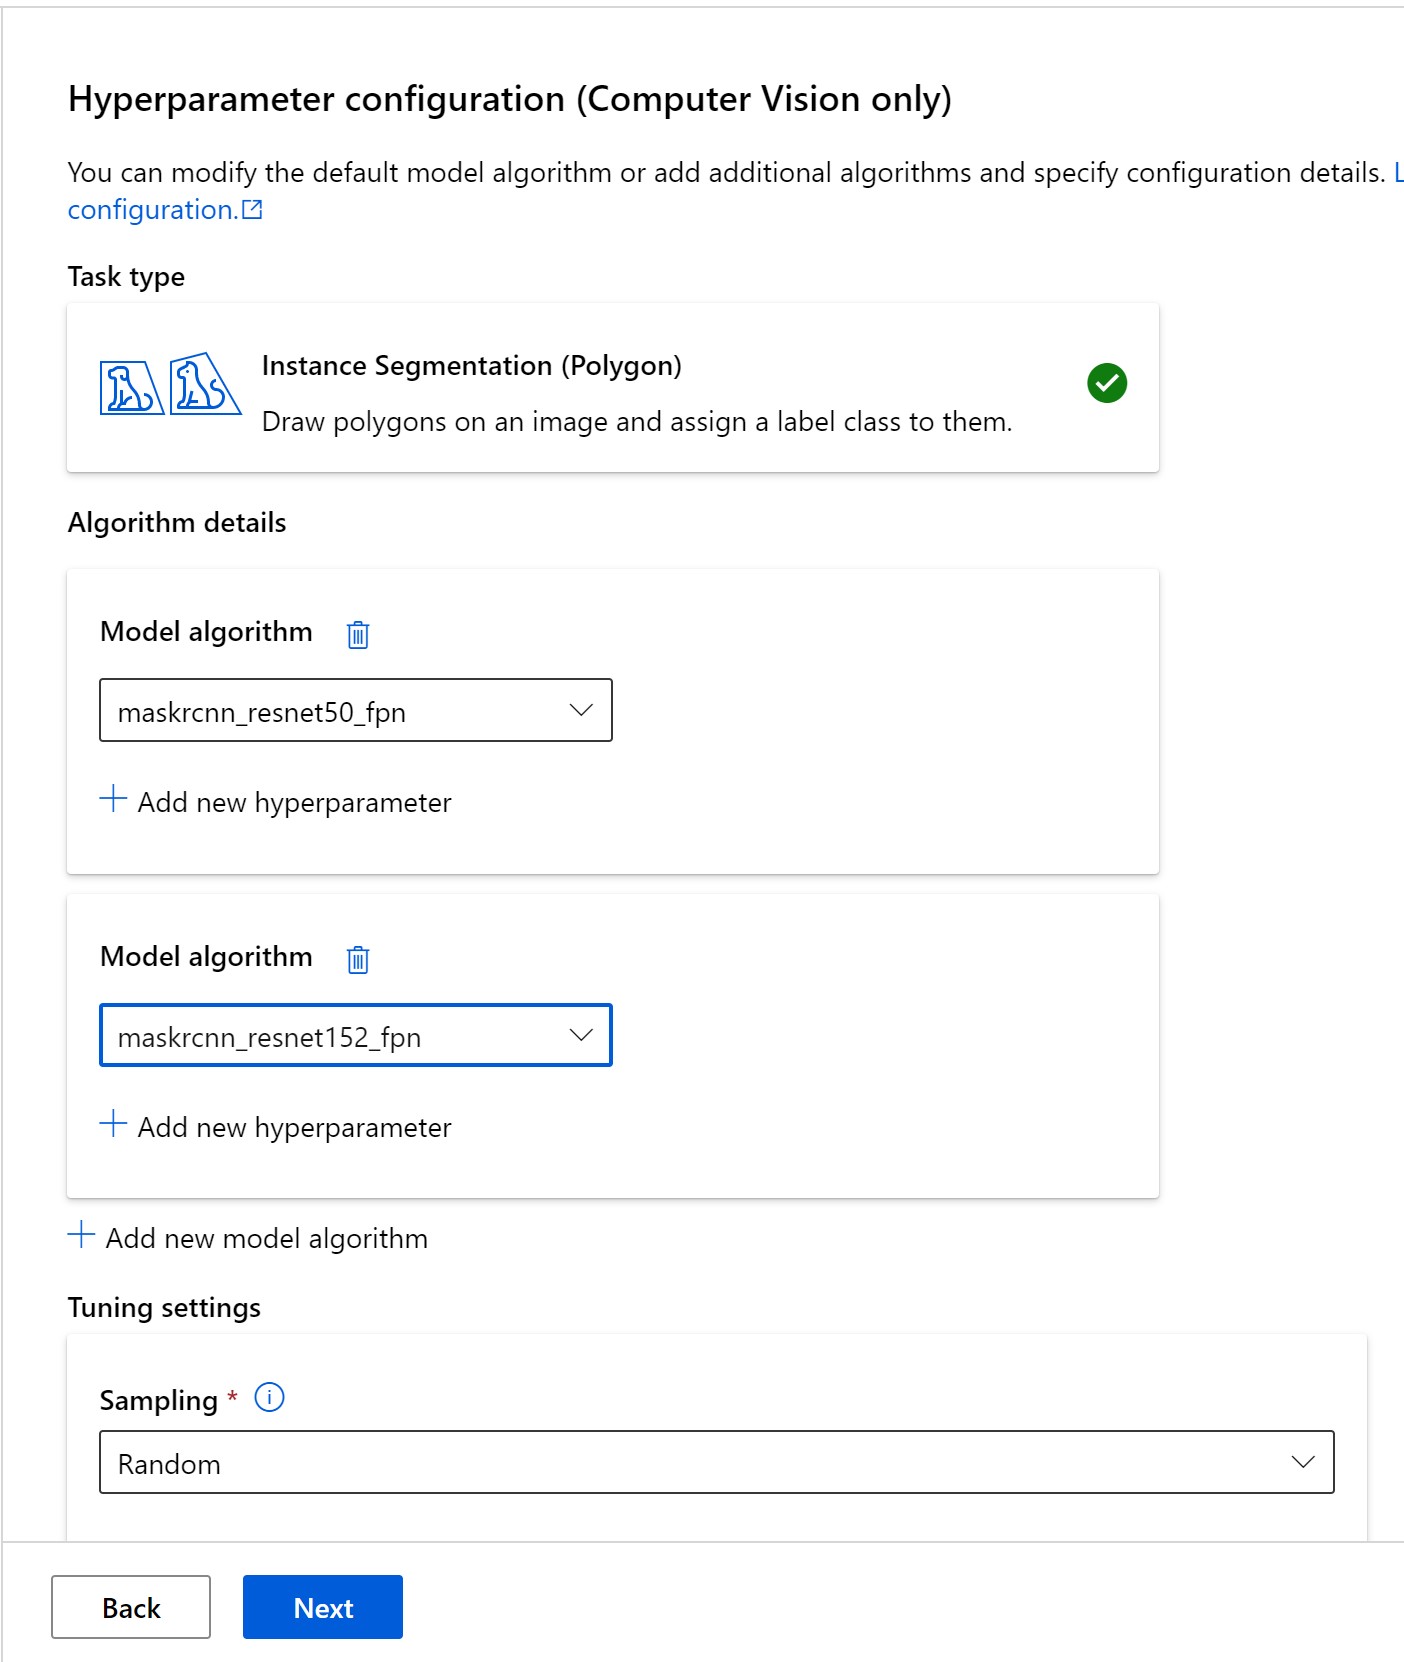 Hyperparameter configuration (Computer Vision only)
You can modify the default model algorithm or add additional algorithms and specify configuration details. L
configuration.
Task type
Instance Segmentation (Polygon)
Draw polygons on an image and assign a label class to them.
Algorithm details
Model algorithm
maskrcnn_resnet50_fpn
Add new hyperparameter
Model algorithm
maskrcnn_resnet152_fpn
Add new hyperparameter
Add new model algorithm
Tuning settings
Sampling *
Random
Back
Next